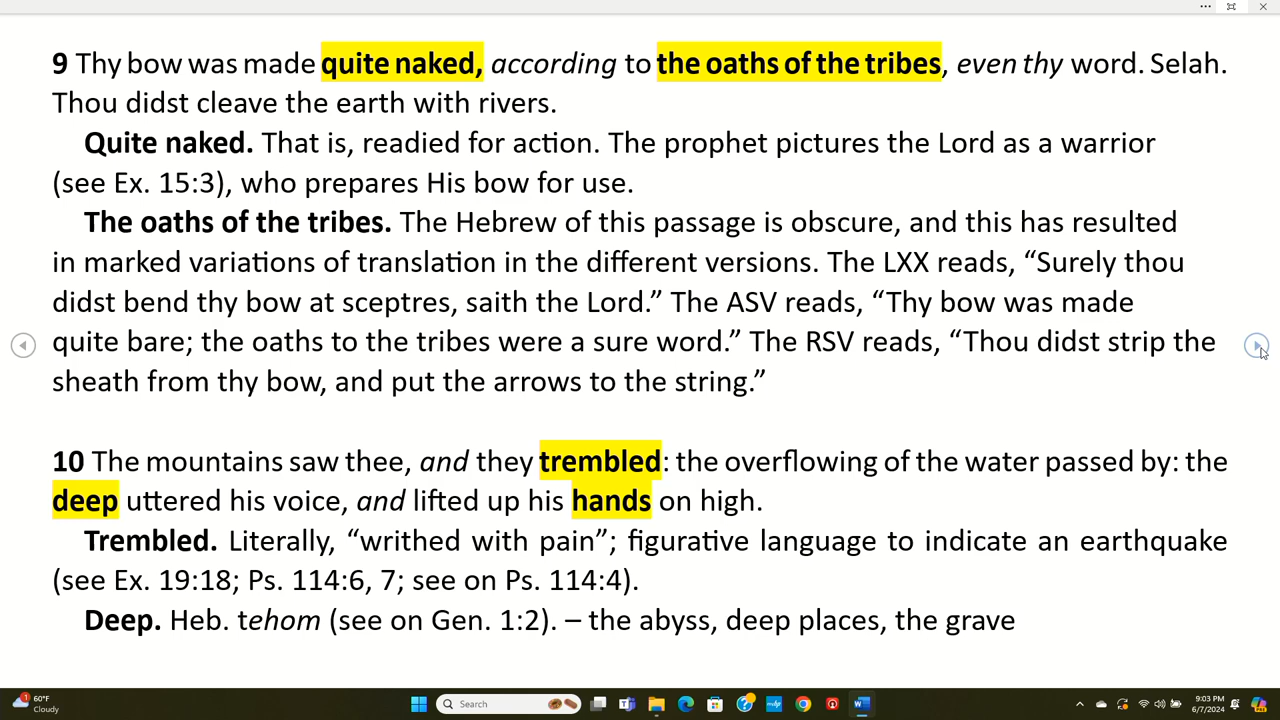 9 Thy bow was made quite naked, according to the oaths of the tribes, even thy word. Selah.
Thou didst cleave the earth with rivers.
Quite naked. That is, readied for action. The prophet pictures the Lord as a warrior
(see Ex. 15:3), who prepares His bow for use.
The oaths of the tribes. The Hebrew of this passage is obscure, and this has resulted
in marked variations of translation in the different versions. The LXX reads, “Surely thou
didst bend thy bow at sceptres, saith the Lord.” The ASV reads, “Thy bow was made
quite bare; the oaths to the tribes were a sure word.” The RSV reads, “Thou didst strip the
sheath from thy bow, and put the arrows to the string.”
10 The mountains saw thee, and they trembled: the overflowing of the water passed by: the
deep uttered his voice, and lifted up his hands on high.
Trembled. Literally, “writhed with pain”; figurative language to indicate an earthquake
(see Ex. 19:18; Ps. 114:6, 7; see on Ps. 114:4).
Deep. Heb. tehom (see on Gen. 1:2). – the abyss, deep places, the grave
1
60°F
Cloudy
Search
9:03 PM
6/7/2024